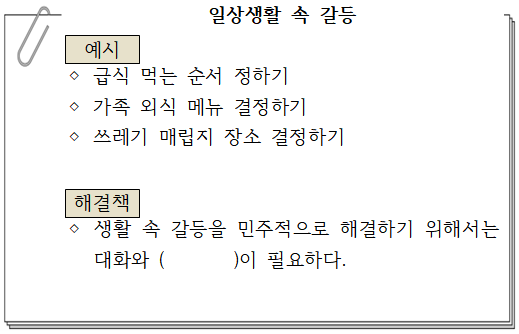 일상생활 속 갈등
예시
◇ 급식 먹는 순서 정하기
◇ 가족 외식 메뉴 결정하기
◇ 쓰레기 매립지 장소 결정하기
해결책
◇ 생활 속 갈등을 민주적으로 해결하기 위해서는
대화와 (        )이 필요하다.